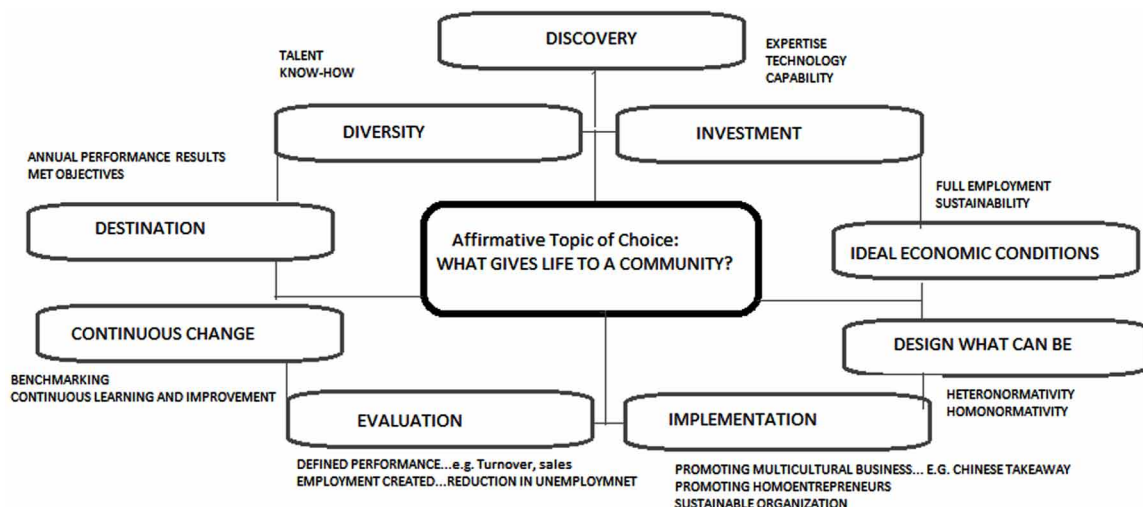 DISCOVERY
TALENT
KNOW-HOW
EXPERTISE
TECHNOLOGY
CAPABILITY
DIVERSITY
INVESTMENT
ANNUAL PERFORMANCE RESULTS
MET OBJECTIVES
FULL EMPLOYMENT
SUSTAINABILITY
DESTINATION
Affirmative Topic of Choice:
WHAT GIVES LIFE TO A COMMUNITY?
IDEAL ECONOMIC CONDITIONS
CONTINUOUS CHANGE
DESIGN WHAT CAN BE
BENCHMARKING
CONTINUOUS LEARNING AND IMPROVEMENT
HETERONORMATIVITY
HOMONORMATIVITY
EVALUATION
IMPLEMENTATION
DEFINED PERFORMANCE...e.g. Turnover, sales
EMPLOYMENT CREATED...REDUCTION IN UNEMPLOYMNET
PROMOTING MULTICULTURAL BUSINESS... E.G. CHINESE TAKEAWAY
PROMOTING HOMOENTREPRENEURS
SUSTAINABLE ORGANIZATION